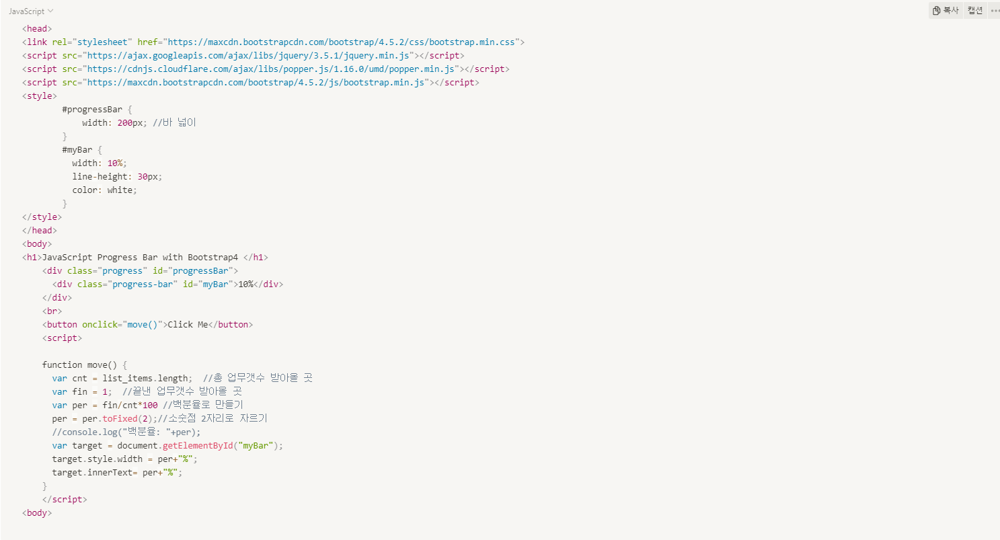 JavaScript
복사 캡션
<head>
<link rel="stylesheet" href="https://maxcdn.bootstrapcdn.com/bootstrap/4.5.2/css/bootstrap.min.css">
<script src="https://ajax.googleapis.com/ajax/libs/jquery/3.5.1/jquery.min.js"></script>
<script src="https://cdnjs.cloudflare.com/ajax/libs/popper.js/1.16.0/umd/popper.min.js"></script>
<script src="https://maxcdn.bootstrapcdn.com/bootstrap/4.5.2/js/bootstrap.min.js"></script>
<style>
        #progressBar {
            width: 200px; //바 넓이
        }
        #myBar {
          width: 10%;
          line-height: 30px;
          color: white;
        }
</style>
</head>
<body>
<h1>JavaScript Progress Bar with Bootstrap4 </h1>
    <div class="progress" id="progressBar">
      <div class="progress-bar" id="myBar">10%</div>
    </div>
    <br>
    <button onclick="move()">Click Me</button>
    <script>
    function move() {
      var cnt = list_items.length;  //총 업무갯수 받아올 곳
      var fin = 1;  //끝낸 업무갯수 받아올 곳
      var per = fin/cnt*100 //백분율로 만들기
      per = per.toFixed(2);//소숫점 2자리로 자르기
      //console.log("백분율: "+per);
      var target = document.getElementById("myBar");
      target.style.width = per+"%";
      target.innerText= per+"%";
    }
    </script>
<body>